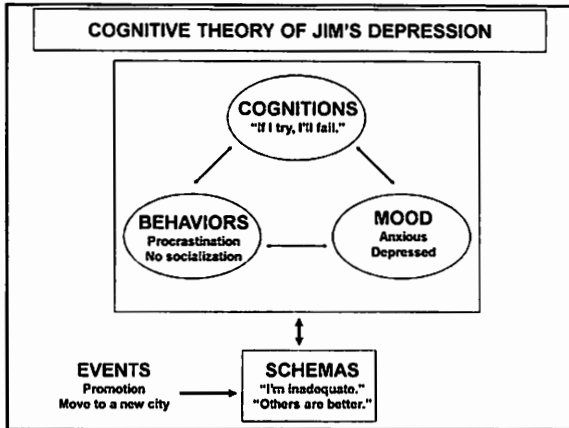 COGNITIVE THEORY OF JIM'S DEPRESSION
COGNITIONS
"If I try, I'll fail."
BEHAVIORS
Procrastination
No socialization
MOOD
Anxious
Depressed
EVENTS
Promotion
Move to a new city
SCHEMAS
"I'm inadequate."
"Others are better."